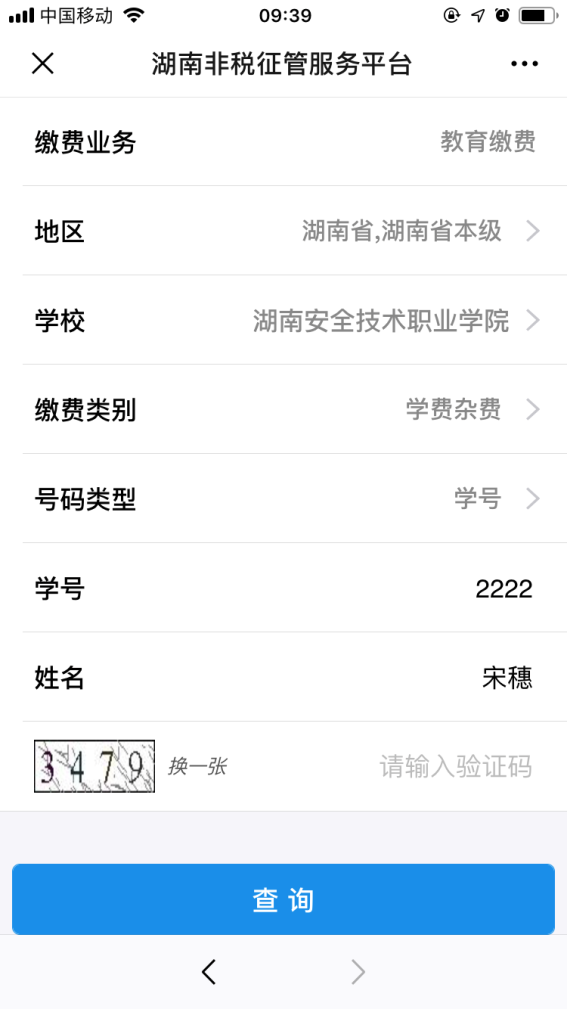 中国移动 09:39
湖南非税征管服务平台
缴费业务 教育缴费
地区 湖南省,湖南省本级
学校 湖南安全技术职业学院
缴费类别 学费杂费
号码类型 学号
学号 2222
姓名 宋穗
3479 换一张 请输入验证码
查询